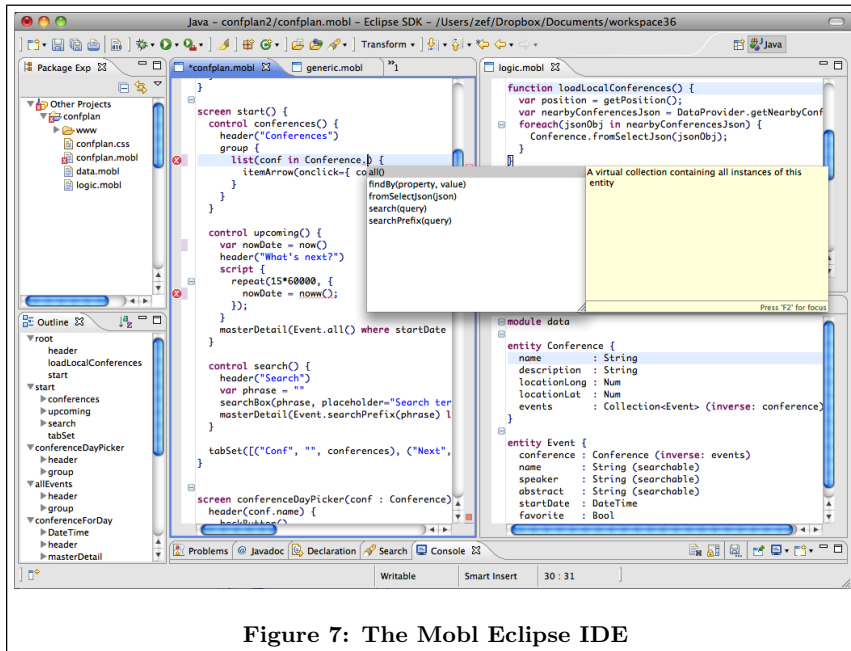 Java - confplan2/confplan.mobl - Eclipse SDK - /Users/zef/Dropbox/Documents/workspace36
Transform
Java
Package Exp
Other Projects
confplan
www
confplan.css
confplan.mobl
data.mobl
logic.mobl
Outline
root
header
loadLocalConferences
start
start
conferences
upcoming
search
tabSet
conferenceDayPicker
header
group
allEvents
header
group
conferenceForDay
DateTime
header
masterDetail
*confplan.mobl
generic.mobl
"1
}
screen start() {
control conferences() {
header("Conferences")
group {
list(conf in Conference.) {
itemArrow(onclick={ co
}
}
}
control upcoming() {
var nowDate = now()
header("What's next?")
script {
repeat(15*60000, {
nowDate = noww();
});
}
masterDetail(Event.all() where startDate
}
control search() {
header("Search")
var phrase = ""
searchBox(phrase, placeholder="Search ter
masterDetail(Event.searchPrefix(phrase) l
}
tabSet([("Conf", "", conferences), ("Next",
}
screen conferenceDayPicker(conf : Conference)
header(conf.name) {
backButton()
all()
findBy(property, value)
fromSelectJson(json)
search(query)
searchPrefix(query)
A virtual collection containing all instances of this
entity
Press 'F2' for focus
logic.mobl
function loadLocalConferences() {
var position = getPosition();
var nearbyConferencesJson = DataProvider.getNearbyConf
foreach(jsonObj in nearbyConferencesJson) {
Conference.fromSelectJson(jsonObj);
}
}
module data
entity Conference {
name : String
description : String
locationLong : Num
locationLat : Num
events : Collection<Event> (inverse: conference)
}
entity Event {
conference : Conference (inverse: events)
name : String (searchable)
speaker : String (searchable)
abstract : String (searchable)
startDate : DateTime
favorite : Bool
Problems @ Javadoc Declaration Search Console
Writable Smart Insert 30 : 31
Figure 7: The Mobl Eclipse IDE